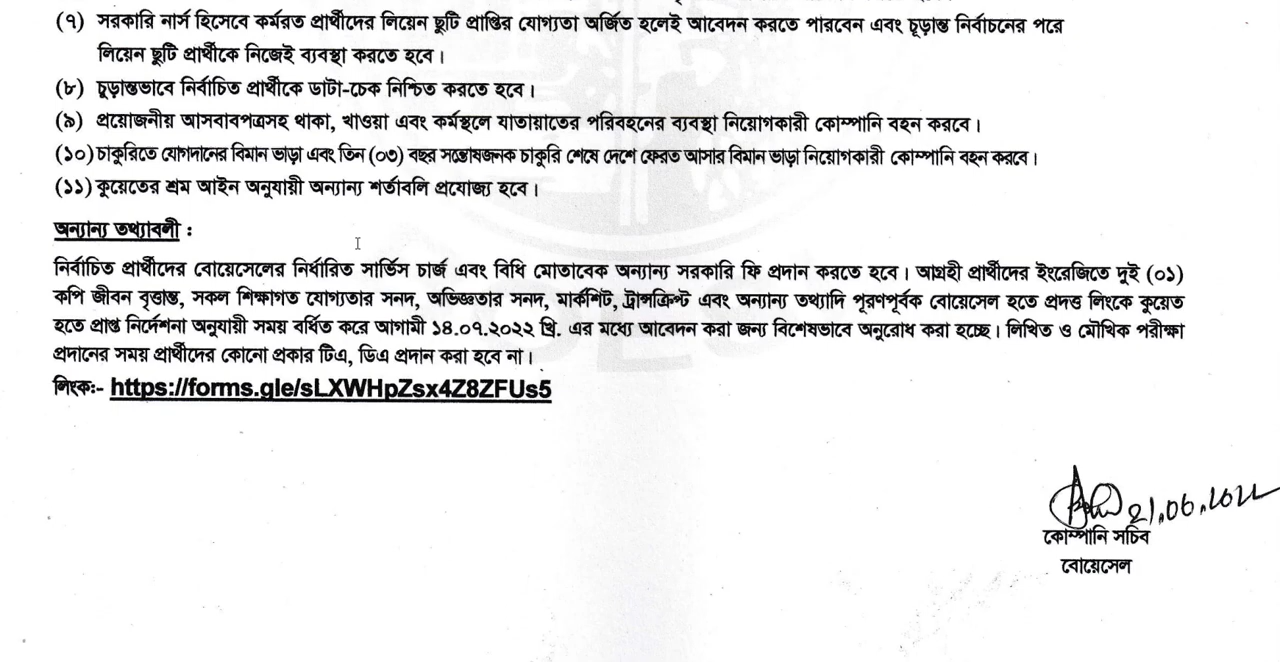 (৭) সরকারি নার্স হিসেবে কর্মরত প্রার্থীদের লিয়েন ছুটি প্রাপ্তির যোগ্যতা অর্জিত হলেই আবেদন করতে পারবেন এবং চূড়ান্ত নির্বাচনের পরে
লিয়েন ছুটি প্রার্থীকে নিজেই ব্যবস্থা করতে হবে।
(৮) চূড়ান্তভাবে নির্বাচিত প্রার্থীকে ডাটা-চেক নিশ্চিত করতে হবে।
(৯) প্রয়োজনীয় আসবাবপত্রসহ থাকা, খাওয়া এবং কর্মস্থলে যাতায়াতের পরিবহনের ব্যবস্থা নিয়োগকারী কোম্পানি বহন করবে।
(১০) চাকুরিতে যোগদানের বিমান ভাড়া এবং তিন (০৩) বছর সন্তোষজনক চাকুরি শেষে দেশে ফেরত আসার বিমান ভাড়া নিয়োগকারী কোম্পানি বহন করবে।
(১১) কুয়েতের শ্রম আইন অনুযায়ী অন্যান্য শর্তাবলি প্রযোজ্য হবে।
অন্যান্য তথ্যাবলী :
নির্বাচিত প্রার্থীদের বোয়েসেলের নির্ধারিত সার্ভিস চার্জ এবং বিধি মোতাবেক অন্যান্য সরকারি ফি প্রদান করতে হবে। আগ্রহী প্রার্থীদের ইংরেজিতে দুই (০১)
কপি জীবন বৃত্তান্ত, সকল শিক্ষাগত যোগ্যতার সনদ, অভিজ্ঞতার সনদ, মার্কশিট, ট্রান্সক্রিপ্ট এবং অন্যান্য তথ্যাদি পূরণপূর্বক বোয়েসেল হতে প্রদত্ত লিংকে কুয়েত
হতে প্রাপ্ত নির্দেশনা অনুযায়ী সময় বর্ধিত করে আগামী ১৪.০৭.২০২২ খ্রি. এর মধ্যে আবেদন করা জন্য বিশেষভাবে অনুরোধ করা হচ্ছে। লিখিত ও মৌখিক পরীক্ষা
প্রদানের সময় প্রার্থীদের কোনো প্রকার টিএ, ডিএ প্রদান করা হবে না।
লিংক:- https://forms.gle/sLXWHpZsx4Z8ZFUs5
21.06.2022
কোম্পানি সচিব
বোয়েসেল